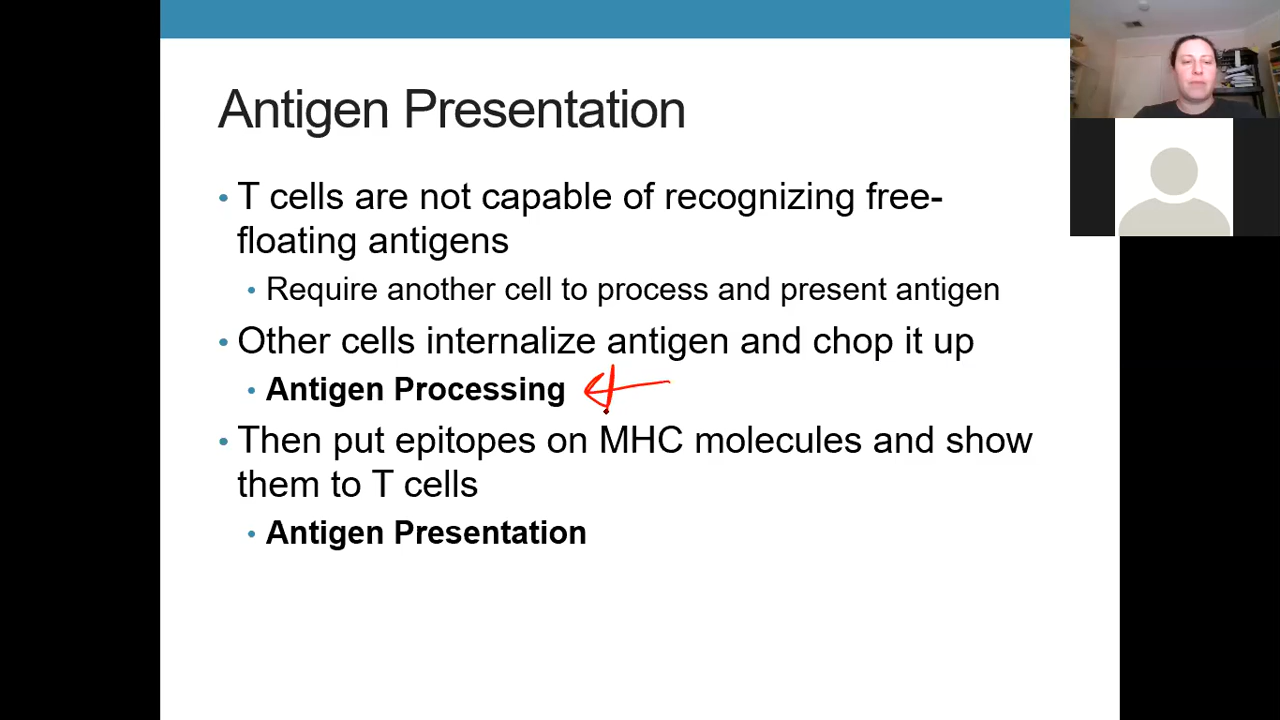 Antigen Presentation
• T cells are not capable of recognizing free-
floating antigens
• Require another cell to process and present antigen
• Other cells internalize antigen and chop it up
• Antigen Processing
• Then put epitopes on MHC molecules and show
them to T cells
• Antigen Presentation